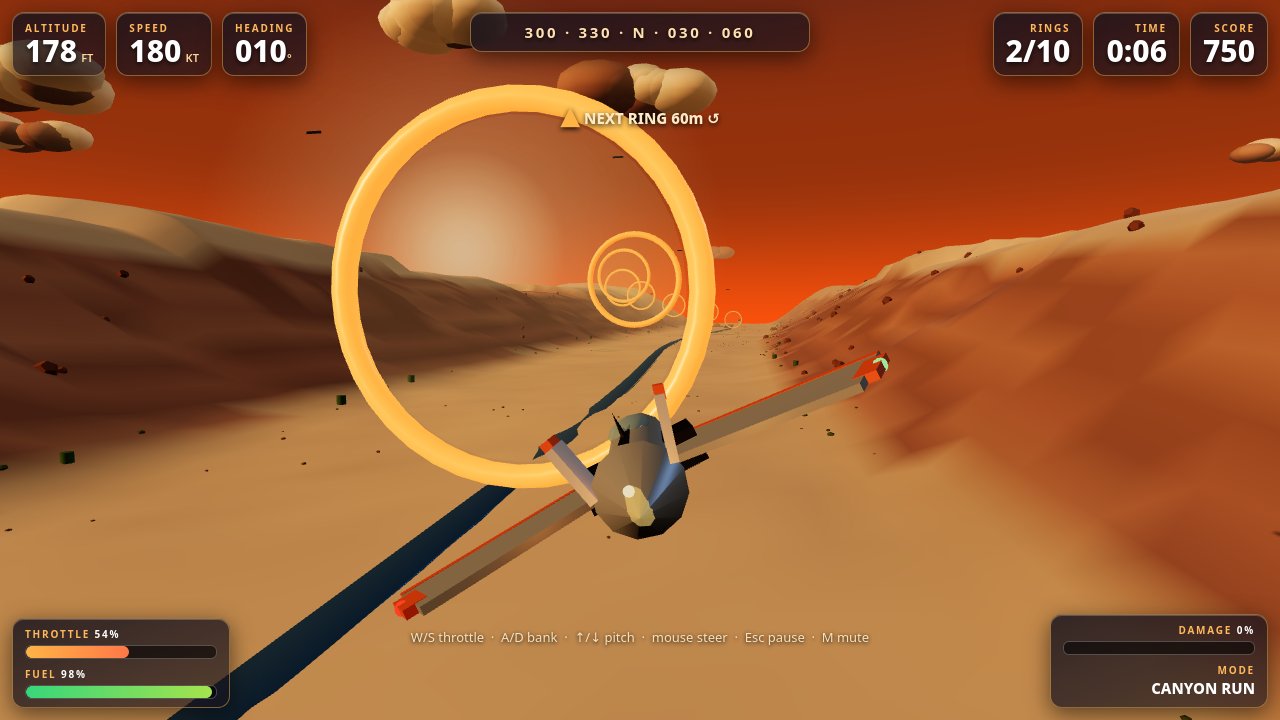 ALTITUDE
178 FT
SPEED
180 KT
HEADING
010°
300 · 330 · N · 030 · 060
RINGS
2/10
TIME
0:06
SCORE
750
NEXT RING 60m ↺
W/S throttle · A/D bank · ↑/↓ pitch · mouse steer · Esc pause · M mute
THROTTLE 54%
FUEL 98%
DAMAGE 0%
MODE
CANYON RUN